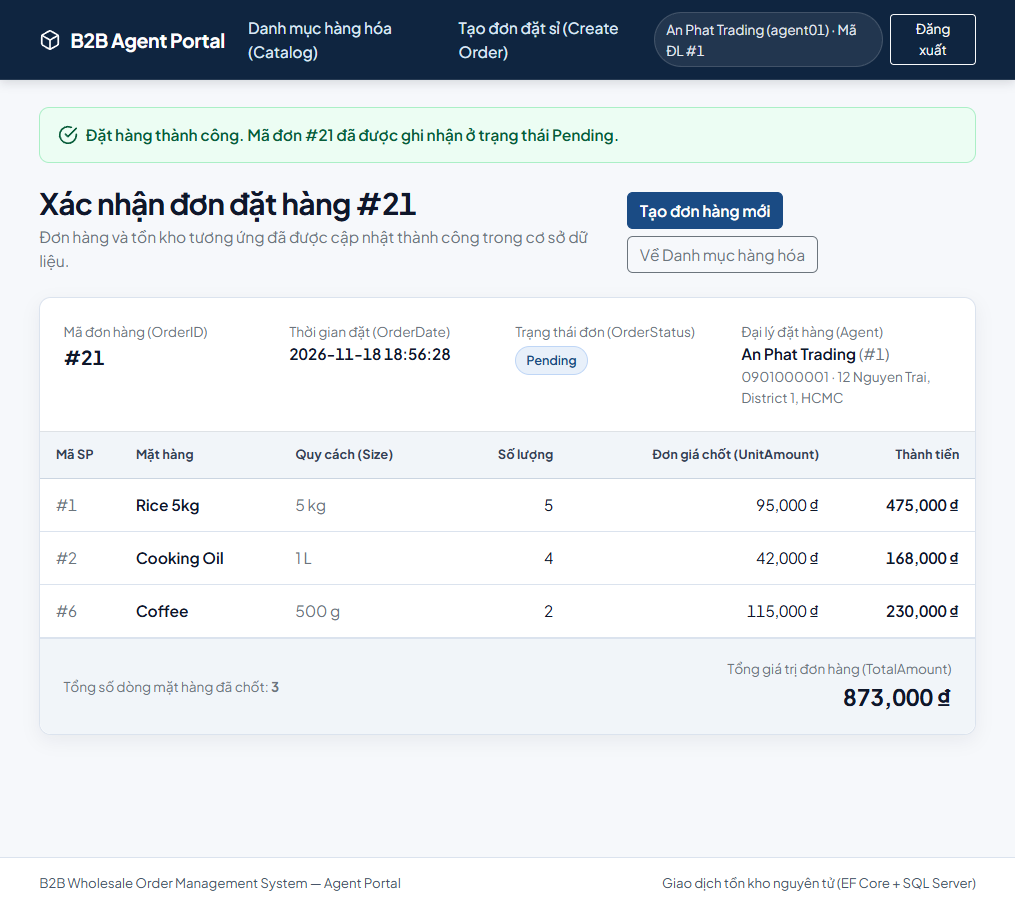 B2B Agent Portal
Danh mục hàng hóa
(Catalog)
Tạo đơn đặt sỉ (Create
Order)
An Phat Trading (agent01) · Mã
ĐL #1
Đăng
xuất
Đặt hàng thành công. Mã đơn #21 đã được ghi nhận ở trạng thái Pending.
Xác nhận đơn đặt hàng #21
Đơn hàng và tồn kho tương ứng đã được cập nhật thành công trong cơ sở dữ
liệu.
Tạo đơn hàng mới
Về Danh mục hàng hóa
Mã đơn hàng (OrderID)
#21
Thời gian đặt (OrderDate)
2026-11-18 18:56:28
Trạng thái đơn (OrderStatus)
Pending
Đại lý đặt hàng (Agent)
An Phat Trading (#1)
0901000001 · 12 Nguyen Trai,
District 1, HCMC
Mã SP Mặt hàng Quy cách (Size) Số lượng Đơn giá chốt (UnitAmount) Thành tiền
#1 Rice 5kg 5 kg 5 95,000 ₫ 475,000 ₫
#2 Cooking Oil 1 L 4 42,000 ₫ 168,000 ₫
#6 Coffee 500 g 2 115,000 ₫ 230,000 ₫
Tổng số dòng mặt hàng đã chốt: 3
Tổng giá trị đơn hàng (TotalAmount)
873,000 ₫
B2B Wholesale Order Management System — Agent Portal
Giao dịch tồn kho nguyên tử (EF Core + SQL Server)